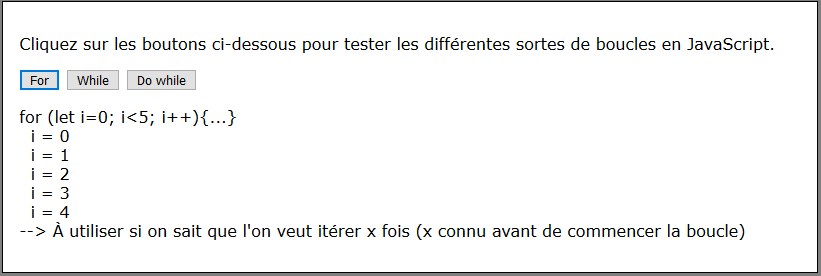 Cliquez sur les boutons ci-dessous pour tester les différentes sortes de boucles en JavaScript.
For While Do while
for (let i=0; i<5; i++){...}
i = 0
i = 1
i = 2
i = 3
i = 4
--> À utiliser si on sait que l'on veut itérer x fois (x connu avant de commencer la boucle)